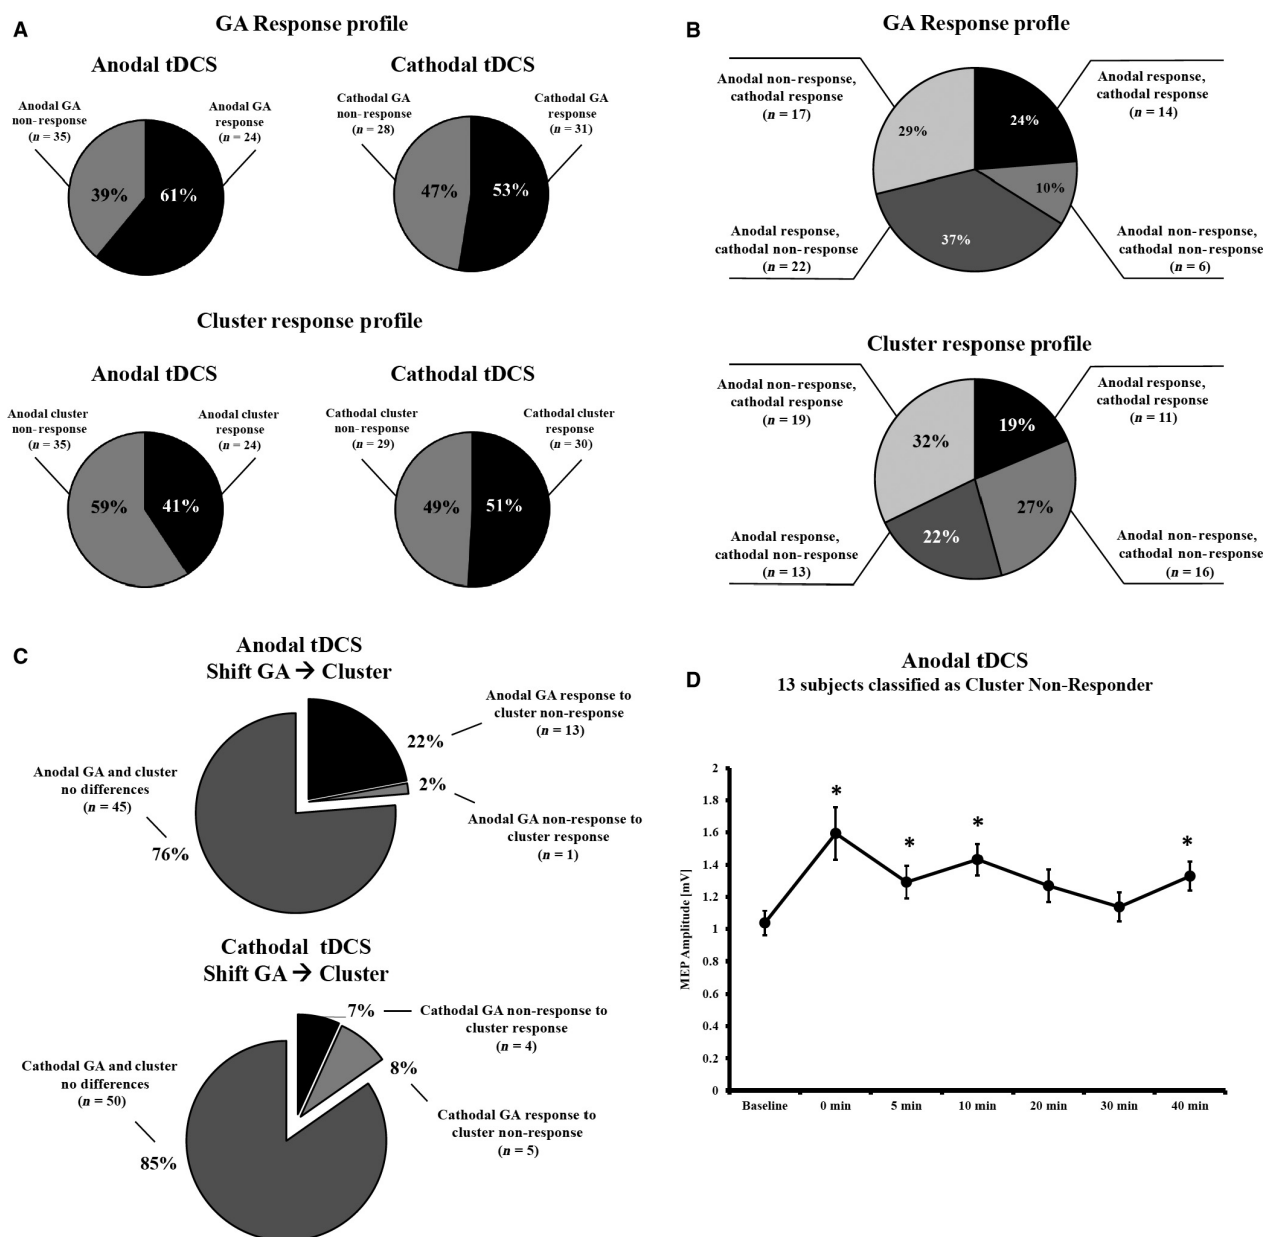 A
GA Response profile
Anodal tDCS
Anodal GA
non-response
(n = 35)
Anodal GA
response
(n = 24)
39%
61%
Cathodal tDCS
Cathodal GA
non-response
(n = 28)
Cathodal GA
response
(n = 31)
47%
53%
Cluster response profile
Anodal tDCS
Anodal cluster
non-response
(n = 35)
Anodal cluster
response
(n = 24)
59%
41%
Cathodal tDCS
Cathodal cluster
non-response
(n = 29)
Cathodal cluster
response
(n = 30)
49%
51%
B
GA Response profle
Anodal non-response,
cathodal response
(n = 17)
Anodal response,
cathodal response
(n = 14)
29%
24%
10%
37%
Anodal response,
cathodal non-response
(n = 22)
Anodal non-response,
cathodal non-response
(n = 6)
Cluster response profile
Anodal non-response,
cathodal response
(n = 19)
Anodal response,
cathodal response
(n = 11)
32%
19%
27%
22%
Anodal response,
cathodal non-response
(n = 13)
Anodal non-response,
cathodal non-response
(n = 16)
C
Anodal tDCS
Shift GA → Cluster
Anodal GA response to
cluster non-response
(n = 13)
22%
2%
Anodal GA non-response to
cluster response
(n = 1)
Anodal GA and cluster
no differences
(n = 45)
76%
Cathodal tDCS
Shift GA → Cluster
7%
Cathodal GA non-response to
cluster response
(n = 4)
8%
Cathodal GA response to
cluster non-response
(n = 5)
Cathodal GA and cluster
no differences
(n = 50)
85%
D
Anodal tDCS
13 subjects classified as Cluster Non-Responder
MEP Amplitude [mV]
2
1.8
1.6
1.4
1.2
1
0.8
0.6
0.4
0.2
0
*
*
*
*
Baseline
0 min
5 min
10 min
20 min
30 min
40 min